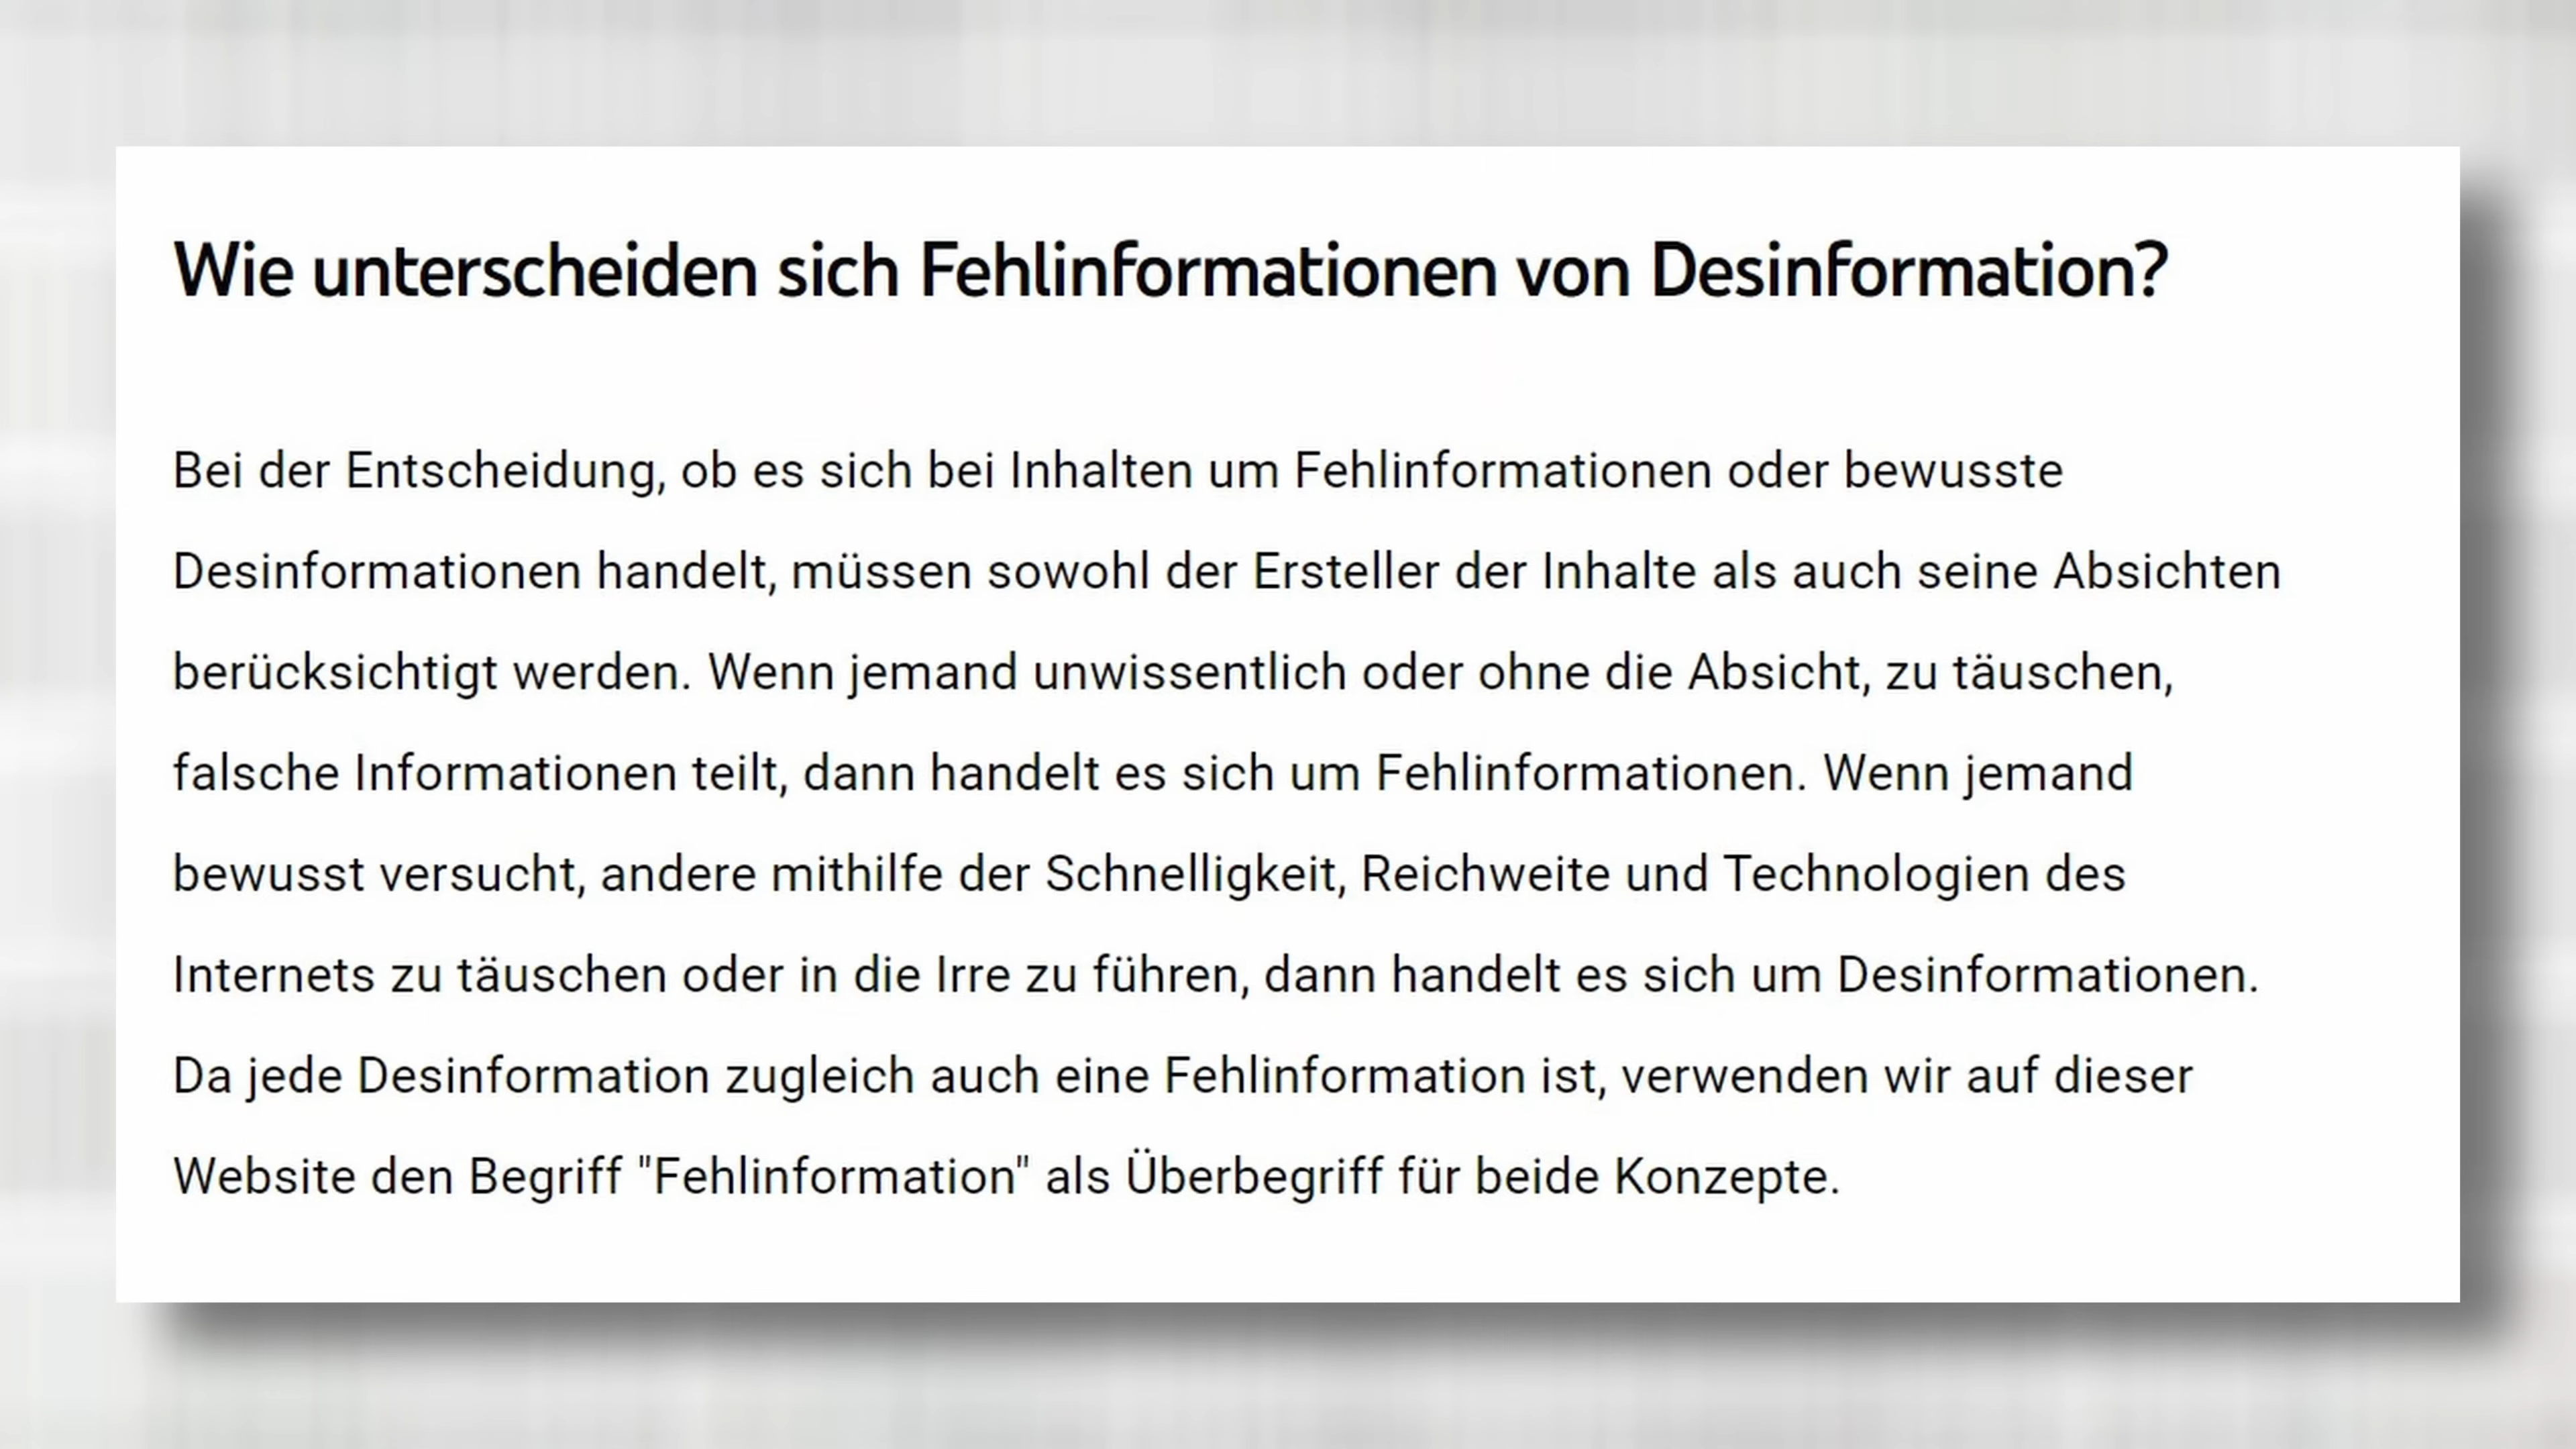 Wie unterscheiden sich Fehlinformationen von Desinformation?
Bei der Entscheidung, ob es sich bei Inhalten um Fehlinformationen oder bewusste
Desinformationen handelt, müssen sowohl der Ersteller der Inhalte als auch seine Absichten
berücksichtigt werden. Wenn jemand unwissentlich oder ohne die Absicht, zu täuschen,
falsche Informationen teilt, dann handelt es sich um Fehlinformationen. Wenn jemand
bewusst versucht, andere mithilfe der Schnelligkeit, Reichweite und Technologien des
Internets zu täuschen oder in die Irre zu führen, dann handelt es sich um Desinformationen.
Da jede Desinformation zugleich auch eine Fehlinformation ist, verwenden wir auf dieser
Website den Begriff "Fehlinformation" als Überbegriff für beide Konzepte.